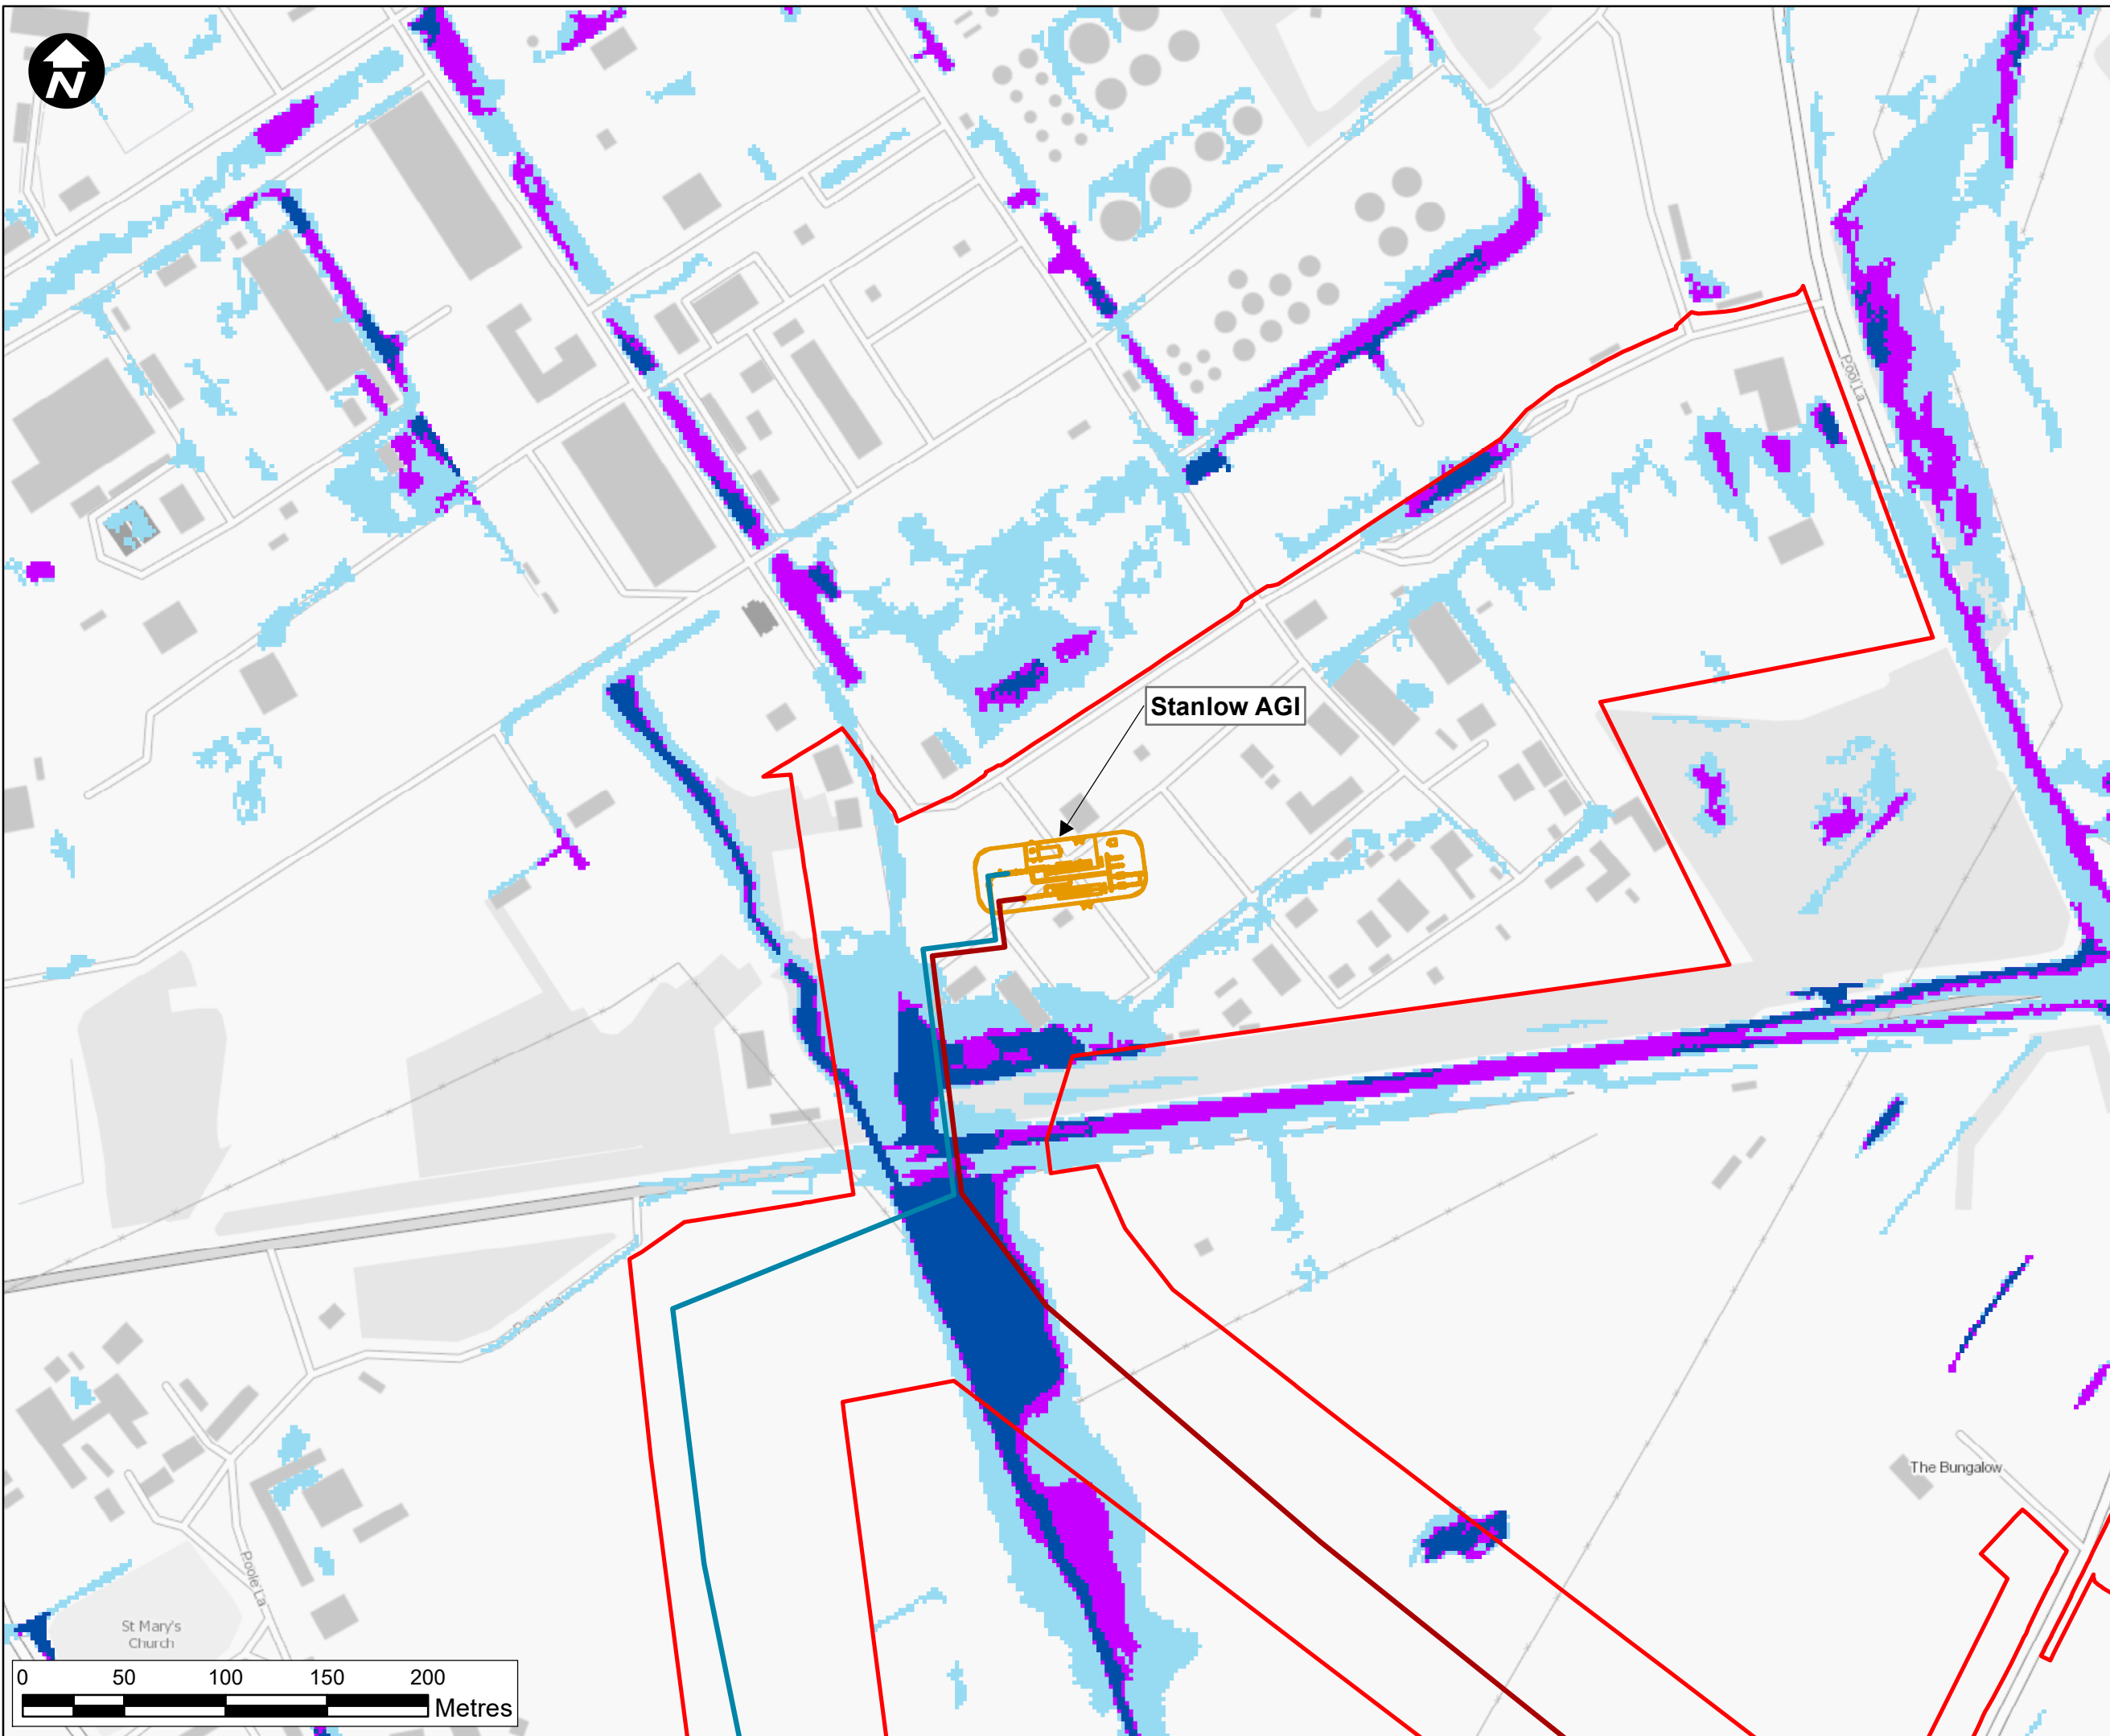 N
Pool La
Stanlow AGI
The Bungalow
Poole La
St Mary's
Church
0 50 100 150 200
Metres